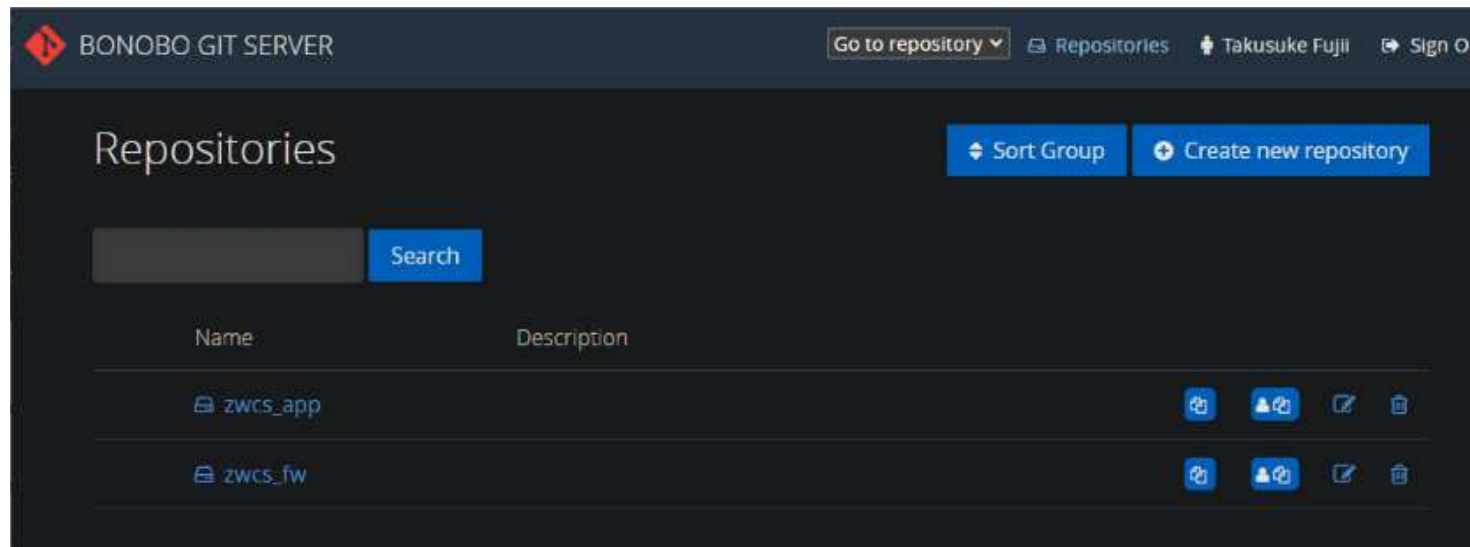 BONOBO GIT SERVER Go to repository Repositories Takusuke Fujii Sign O
Repositories Sort Group Create new repository
Search
Name Description
zwcs_app
zwcs_fw